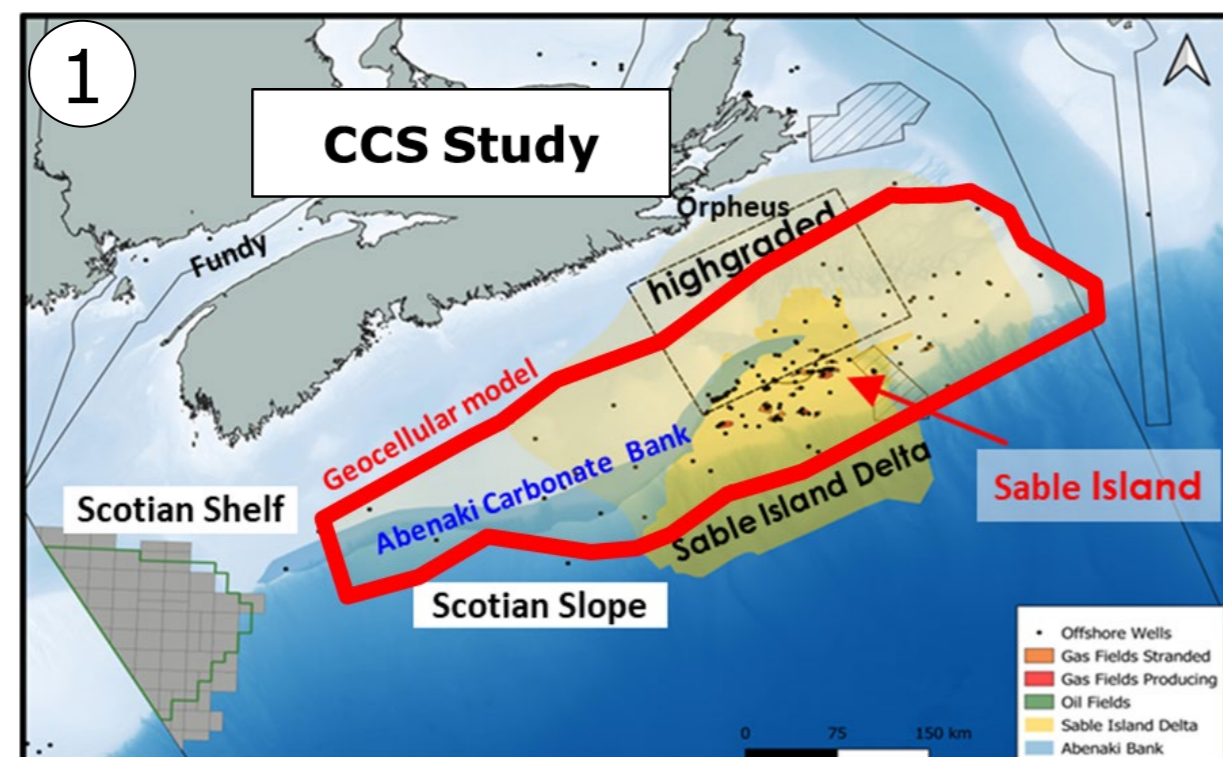 1
CCS Study
Orpheus
highgraded
Fundy
Geocellular model
Scotian Shelf
Abenaki Carbonate Bank
Sable Island Delta
Sable Island
Scotian Slope
Offshore Wells
Gas Fields Stranded
Gas Fields Producing
Oil Fields
Sable Island Delta
Abenaki Bank
0 75 150 km